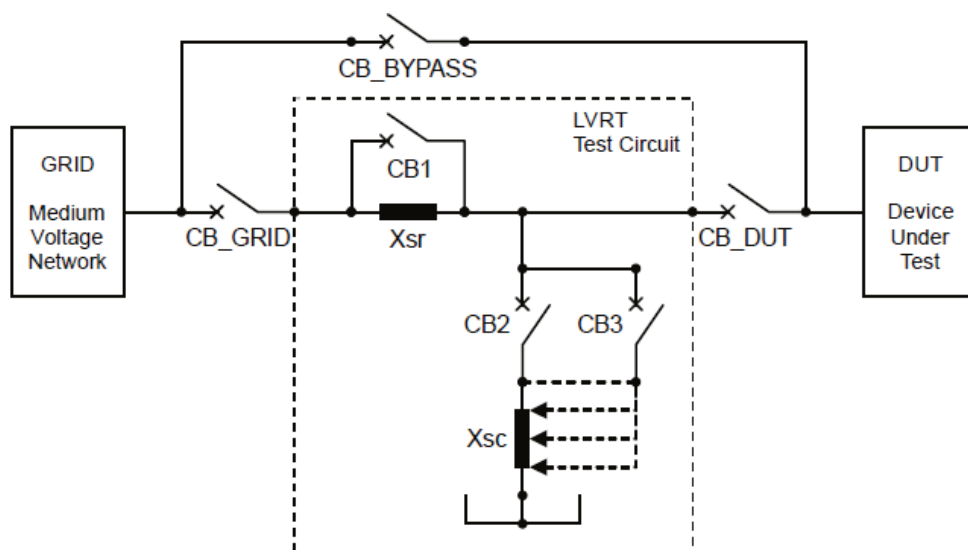 CB_BYPASS
LVRT
Test Circuit
GRID
Medium
Voltage
Network
CB1
DUT
Device
Under
Test
CB_GRID
Xsr
CB_DUT
CB2
CB3
Xsc